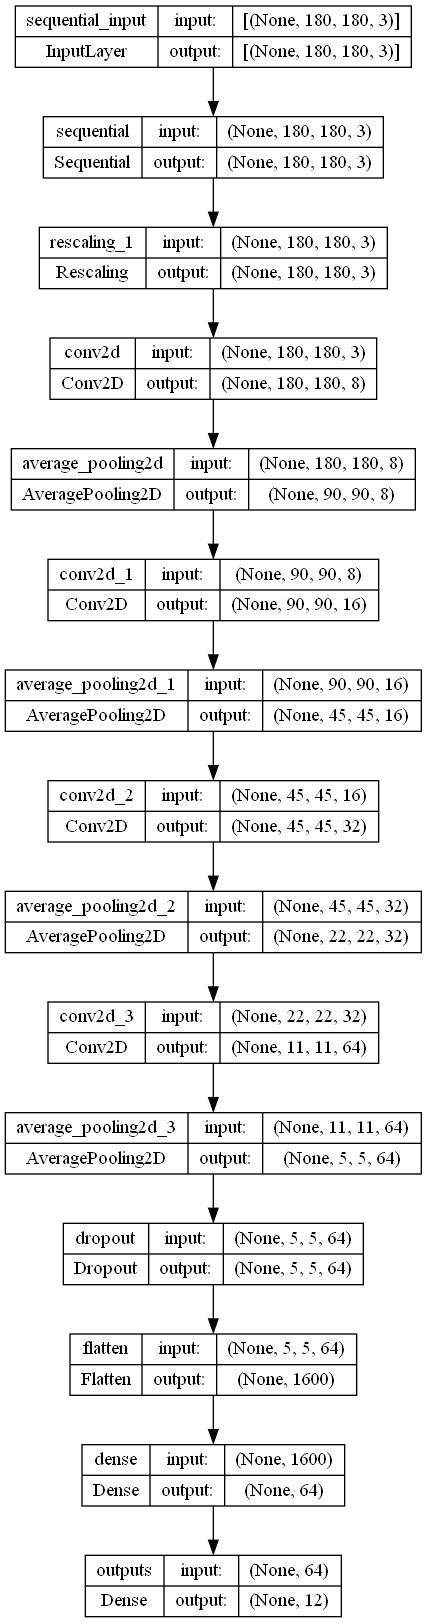 sequential_input input: [(None, 180, 180, 3)]
InputLayer output: [(None, 180, 180, 3)]
sequential input: (None, 180, 180, 3)
Sequential output: (None, 180, 180, 3)
rescaling_1 input: (None, 180, 180, 3)
Rescaling output: (None, 180, 180, 3)
conv2d input: (None, 180, 180, 3)
Conv2D output: (None, 180, 180, 8)
average_pooling2d input: (None, 180, 180, 8)
AveragePooling2D output: (None, 90, 90, 8)
conv2d_1 input: (None, 90, 90, 8)
Conv2D output: (None, 90, 90, 16)
average_pooling2d_1 input: (None, 90, 90, 16)
AveragePooling2D output: (None, 45, 45, 16)
conv2d_2 input: (None, 45, 45, 16)
Conv2D output: (None, 45, 45, 32)
average_pooling2d_2 input: (None, 45, 45, 32)
AveragePooling2D output: (None, 22, 22, 32)
conv2d_3 input: (None, 22, 22, 32)
Conv2D output: (None, 11, 11, 64)
average_pooling2d_3 input: (None, 11, 11, 64)
AveragePooling2D output: (None, 5, 5, 64)
dropout input: (None, 5, 5, 64)
Dropout output: (None, 5, 5, 64)
flatten input: (None, 5, 5, 64)
Flatten output: (None, 1600)
dense input: (None, 1600)
Dense output: (None, 64)
outputs input: (None, 64)
Dense output: (None, 12)